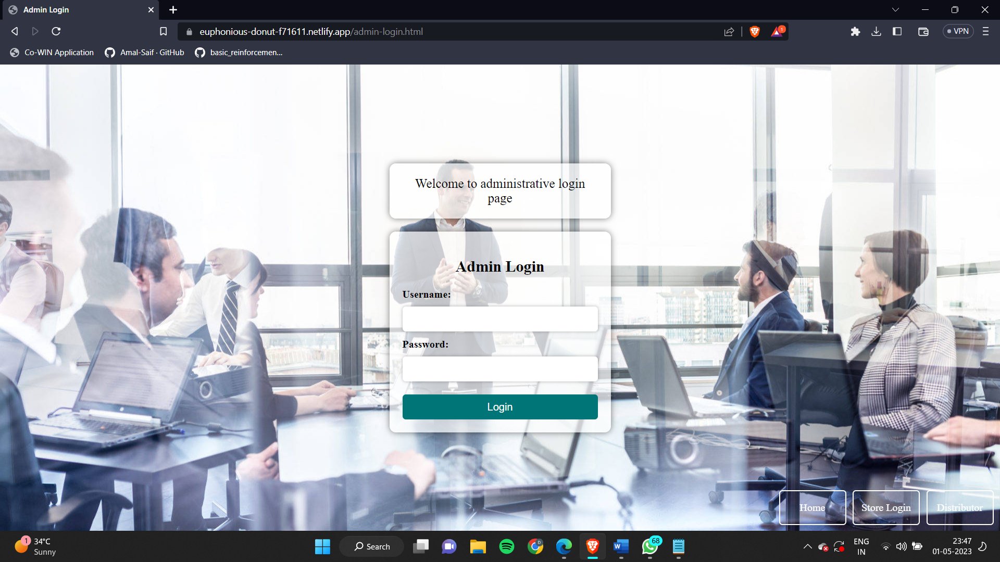 Admin Login
euphonious-donut-f71611.netlify.app/admin-login.html
1
VPN
Co-WIN Application
Amal-Saif · GitHub
basic_reinforcemen...
Welcome to administrative login
page
Admin Login
Username:
Password:
Login
Home
Store Login
Distributor
1
34°C
Sunny
Search
D
W
68
ENG
IN
23:47
01-05-2023